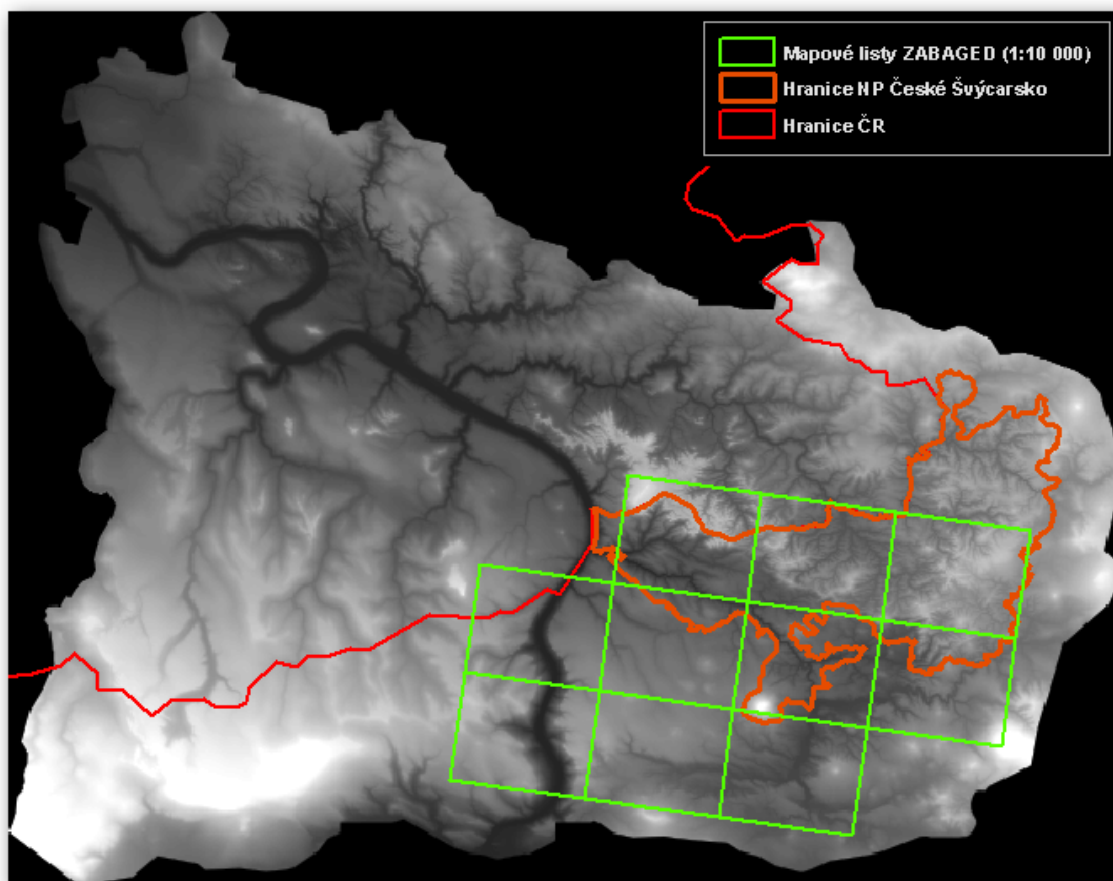 Mapové listy ZABAGED (1:10 000)
Hranice NP České Švýcarsko
Hranice ČR